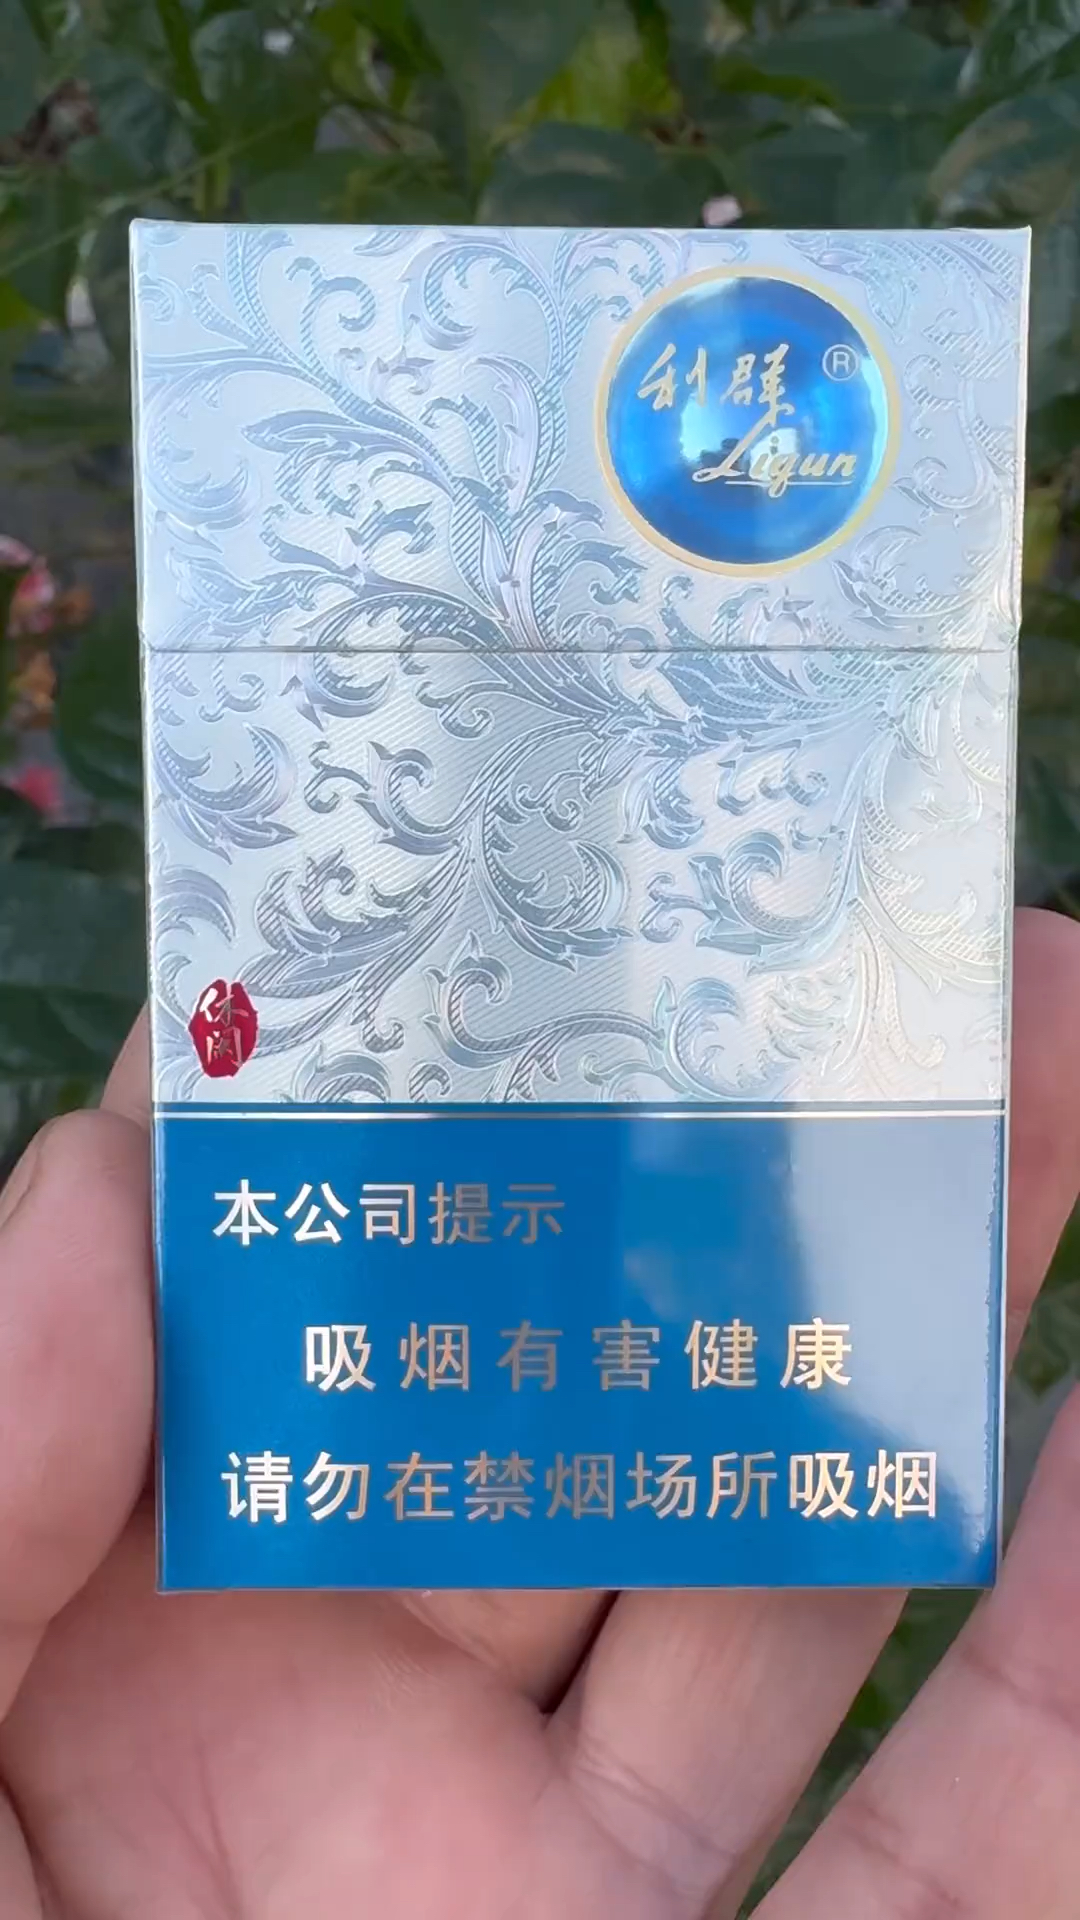 利群®
Liqun
休闲
本公司提示
吸烟有害健康
请勿在禁烟场所吸烟